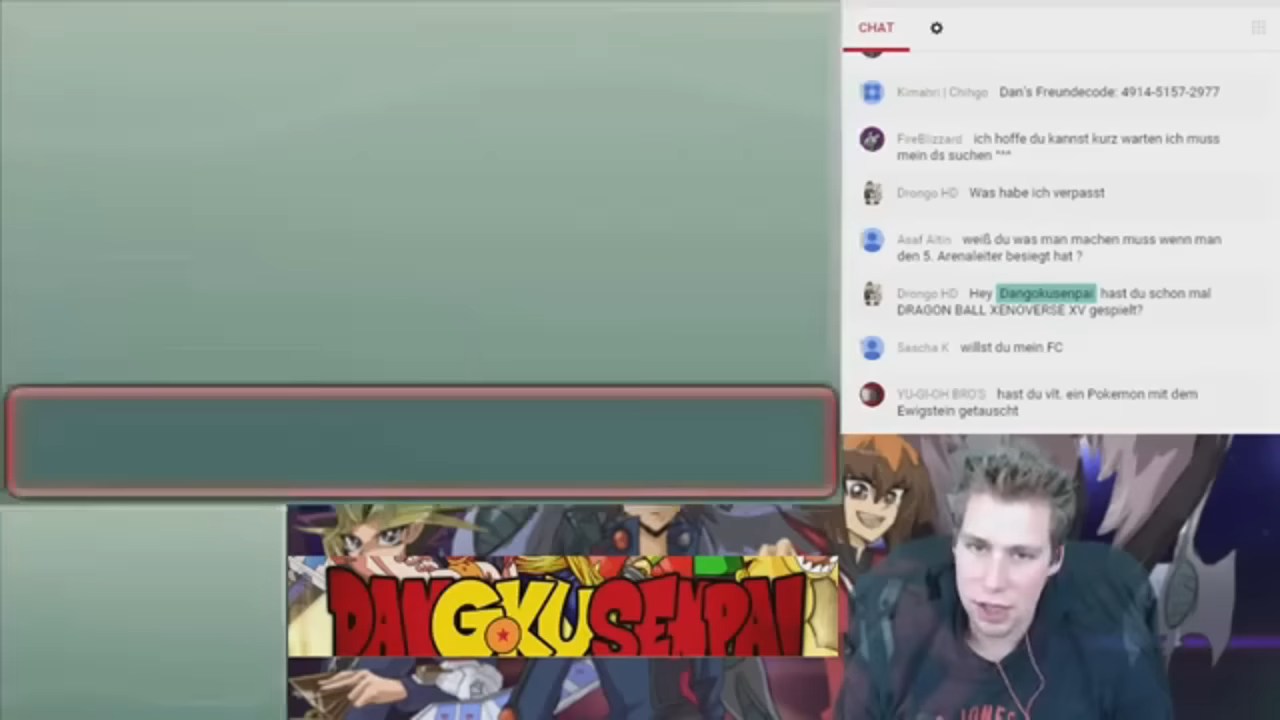 CHAT
Kimahri | Chihgo Dan's Freundecode: 4914-5157-2977
FireBlizzard ich hoffe du kannst kurz warten ich muss
mein ds suchen ^^^
Drongo HD Was habe ich verpasst
Asaf Altin weiß du was man machen muss wenn man
den 5. Arenaleiter besiegt hat ?
Drongo HD Hey Dangokusenpai hast du schon mal
DRAGON BALL XENOVERSE XV gespielt?
Sascha K willst du mein FC
YU-GI-OH BRO'S hast du vlt. ein Pokemon mit dem
Ewigstein getauscht
DANGOKUSENPAI
JONES